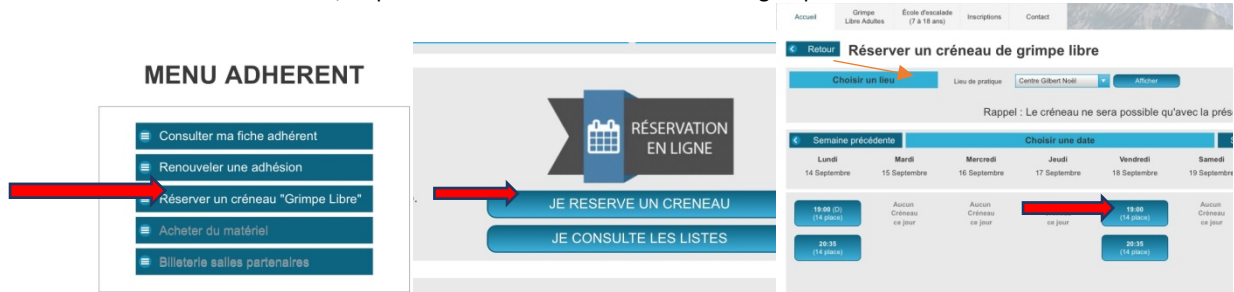 MENU ADHERENT
Consulter ma fiche adhérent
Renouveler une adhésion
Réserver un créneau "Grimpe Libre"
Acheter du matériel
Billeterie salles partenaires
RÉSERVATION
EN LIGNE
JE RESERVE UN CRENEAU
JE CONSULTE LES LISTES
Accueil
Grimpe
Libre Adultes
École d'escalade
(7 à 18 ans)
Inscriptions
Contact
Retour
Réserver un créneau de grimpe libre
Choisir un lieu
Lieu de pratique
Centre Gilbert Noël
Afficher
Rappel : Le créneau ne sera possible qu'avec la prés
Semaine précédente
Choisir une date
Lundi Mardi Mercredi Jeudi Vendredi Samedi
14 Septembre 15 Septembre 16 Septembre 17 Septembre 18 Septembre 19 Septembre
19:00 (D)
(14 place)
20:35
(14 place)
Aucun
Créneau
ce jour
Aucun
Créneau
ce jour
Aucun
ce jour
19:00
(14 place)
20:35
(14 place)
Aucun
Créneau
ce jour